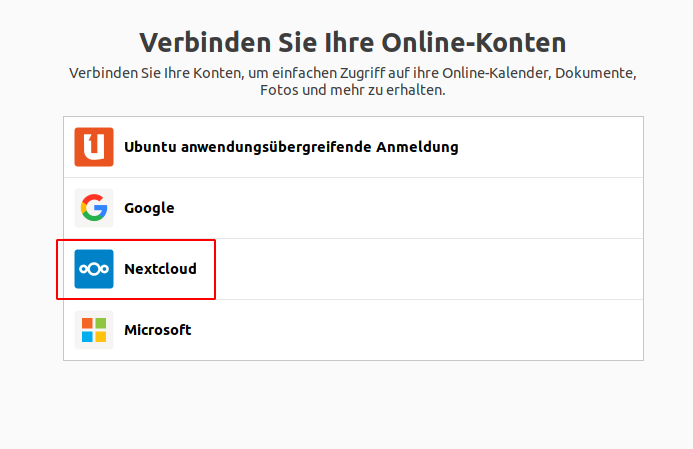 Verbinden Sie Ihre Online-Konten
Verbinden Sie Ihre Konten, um einfachen Zugriff auf ihre Online-Kalender, Dokumente,
Fotos und mehr zu erhalten.
Ubuntu anwendungsübergreifende Anmeldung
Google
Nextcloud
Microsoft